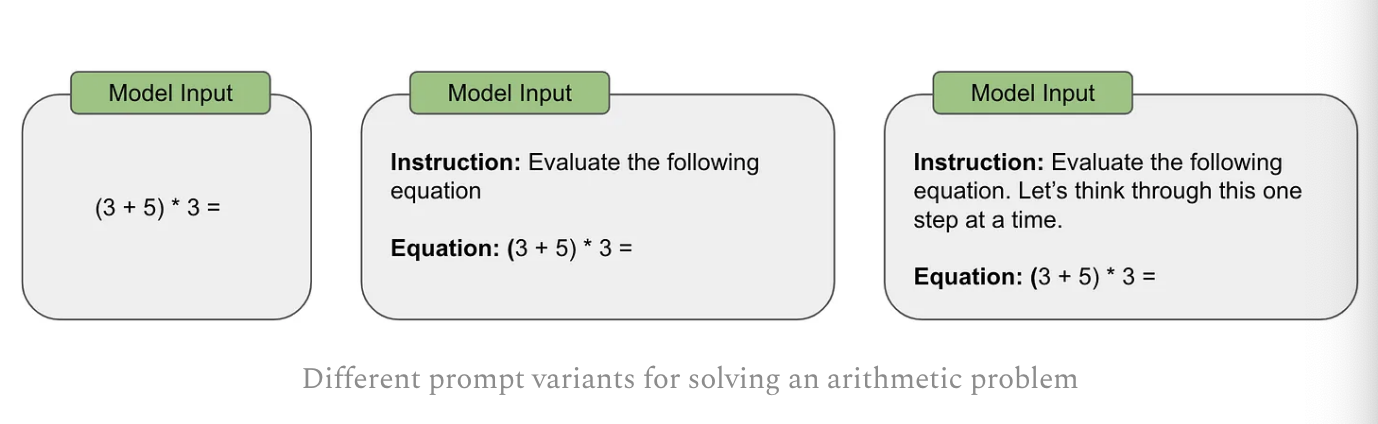 Model Input
(3 + 5) * 3 =
Model Input
Instruction: Evaluate the following
equation
Equation: (3 + 5) * 3 =
Model Input
Instruction: Evaluate the following
equation. Let’s think through this one
step at a time.
Equation: (3 + 5) * 3 =
Different prompt variants for solving an arithmetic problem